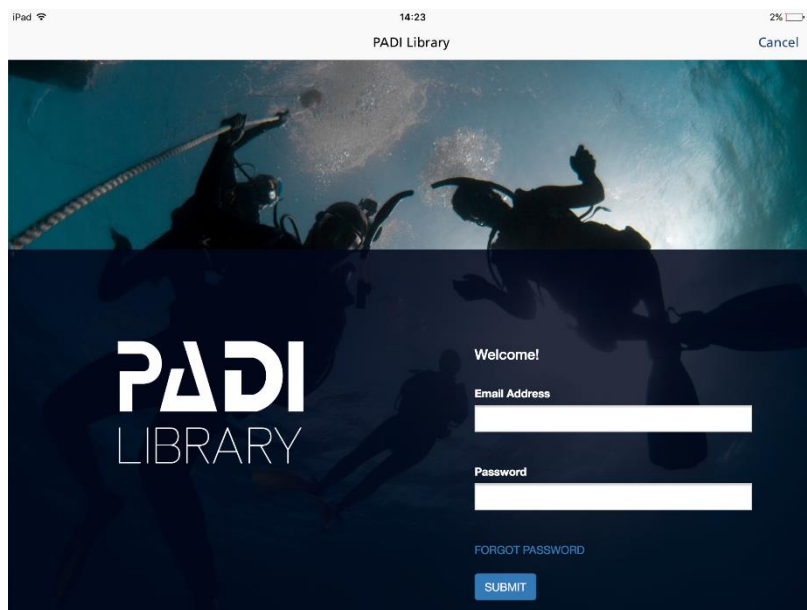 iPad
14:23
2%
PADI Library
Cancel
PADI
LIBRARY
Welcome!
Email Address
Password
FORGOT PASSWORD
SUBMIT